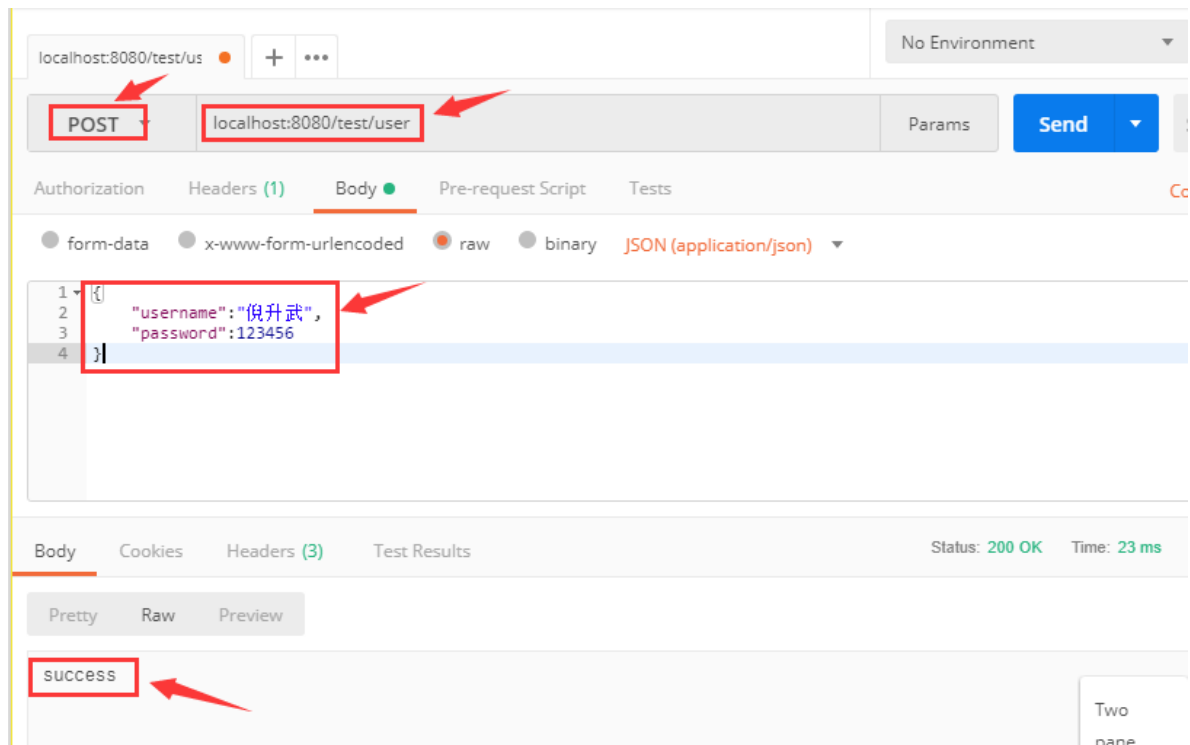 localhost:8080/test/us + ••• No Environment
POST localhost:8080/test/user Params Send
Authorization Headers (1) Body Pre-request Script Tests
form-data x-www-form-urlencoded raw binary JSON (application/json)
1 {
2 "username":"倪升武",
3 "password":123456
4 }
Body Cookies Headers (3) Test Results Status: 200 OK Time: 23 ms
Pretty Raw Preview
success
Two
pane